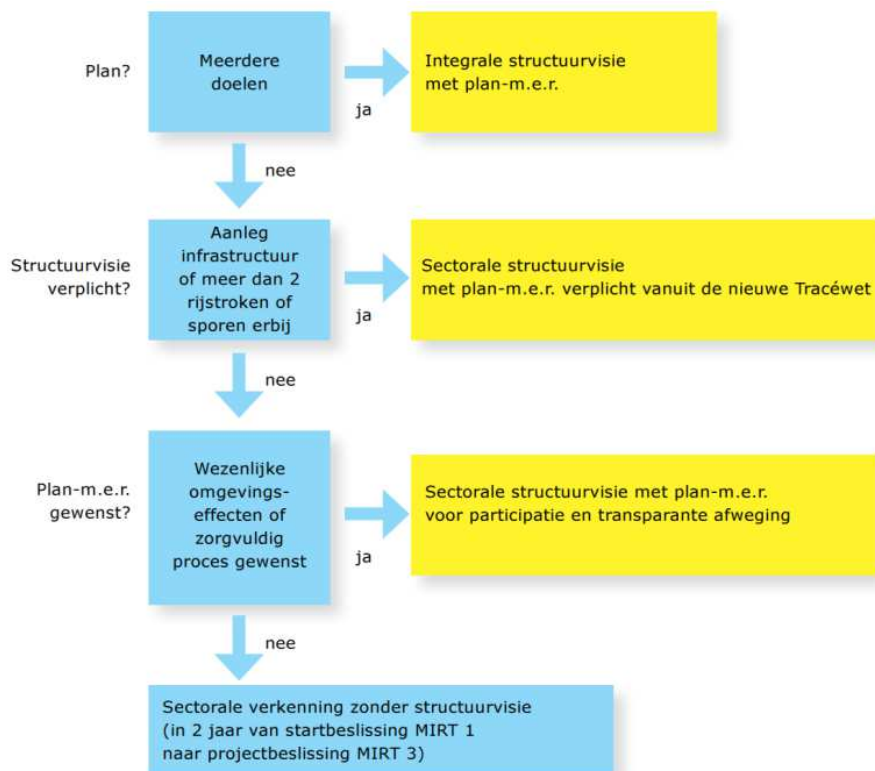 Plan?
Meerdere
doelen
ja
Integrale structuurvisie
met plan-m.e.r.
nee
Structuurvisie
verplicht?
Aanleg
infrastructuur
of meer dan 2
rijstroken of
sporen erbij
ja
Sectorale structuurvisie
met plan-m.e.r. verplicht vanuit de nieuwe Tracéwet
nee
Plan-m.e.r.
gewenst?
Wezenlijke
omgevings-
effecten of
zorgvuldig
proces gewenst
ja
Sectorale structuurvisie met plan-m.e.r.
voor participatie en transparante afweging
nee
Sectorale verkenning zonder structuurvisie
(in 2 jaar van startbeslissing MIRT 1
naar projectbeslissing MIRT 3)